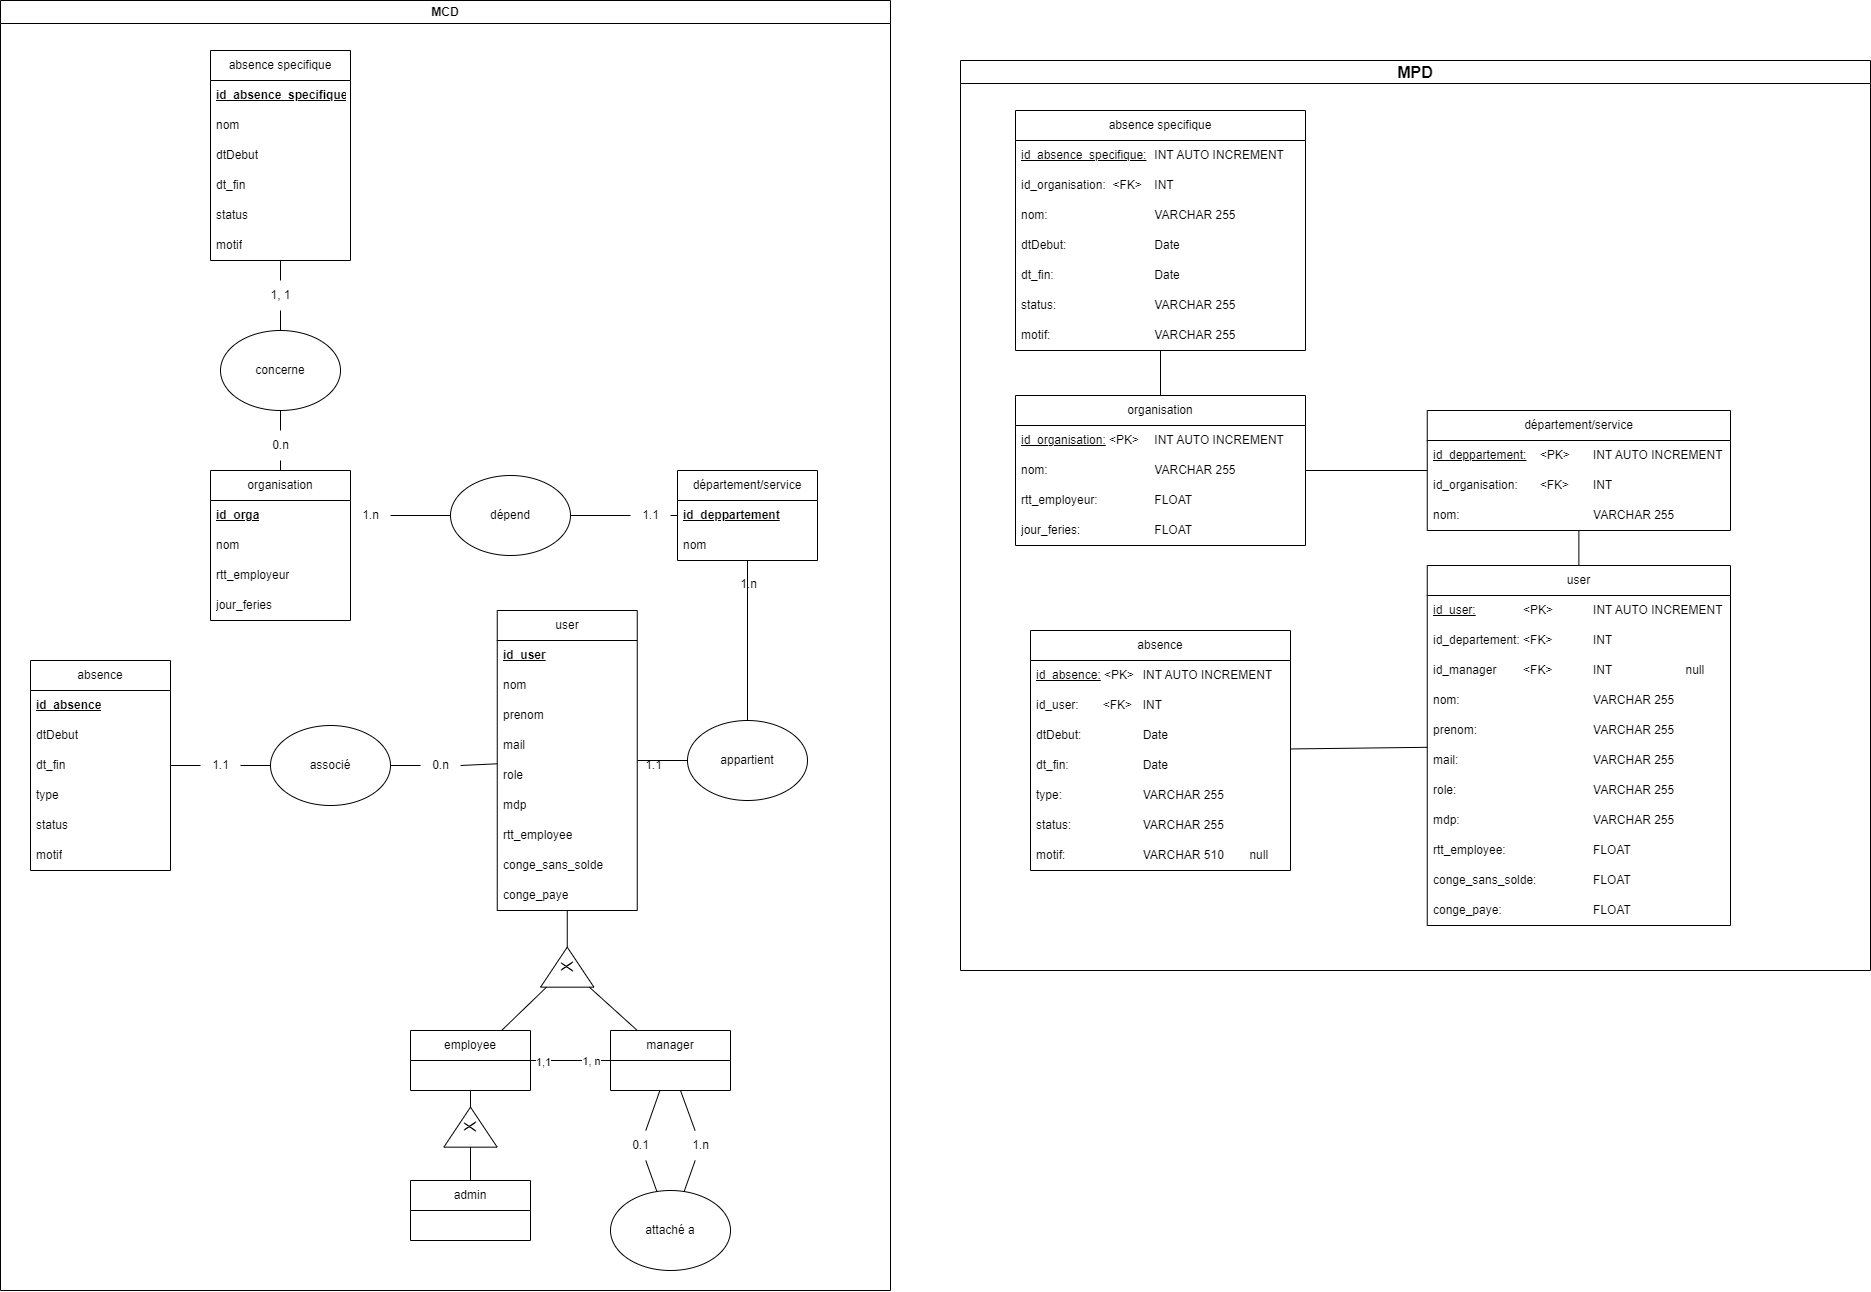 MCD
absence specifique
id_absence_specifique
nom
dtDebut
dt_fin
status
motif
1, 1
concerne
0.n
organisation
id_orga
nom
rtt_employeur
jour_feries
1.n
dépend
1.1
département/service
id_deppartement
nom
1.n
user
id_user
nom
prenom
mail
role
mdp
rtt_employee
conge_sans_solde
conge_paye
absence
id_absence
dtDebut
dt_fin
type
status
motif
1.1
associé
0.n
1.1
appartient
X
employee
1,1
1, n
manager
X
admin
0.1
1.n
attaché a
MPD
absence specifique
id_absence_specifique: INT AUTO INCREMENT
id_organisation: <FK> INT
nom: VARCHAR 255
dtDebut: Date
dt_fin: Date
status: VARCHAR 255
motif: VARCHAR 255
organisation
id_organisation: <PK> INT AUTO INCREMENT
nom: VARCHAR 255
rtt_employeur: FLOAT
jour_feries: FLOAT
département/service
id_deppartement: <PK> INT AUTO INCREMENT
id_organisation: <FK> INT
nom: VARCHAR 255
absence
id_absence: <PK> INT AUTO INCREMENT
id_user: <FK> INT
dtDebut: Date
dt_fin: Date
type: VARCHAR 255
status: VARCHAR 255
motif: VARCHAR 510 null
user
id_user: <PK> INT AUTO INCREMENT
id_departement: <FK> INT
id_manager <FK> INT null
nom: VARCHAR 255
prenom: VARCHAR 255
mail: VARCHAR 255
role: VARCHAR 255
mdp: VARCHAR 255
rtt_employee: FLOAT
conge_sans_solde: FLOAT
conge_paye: FLOAT